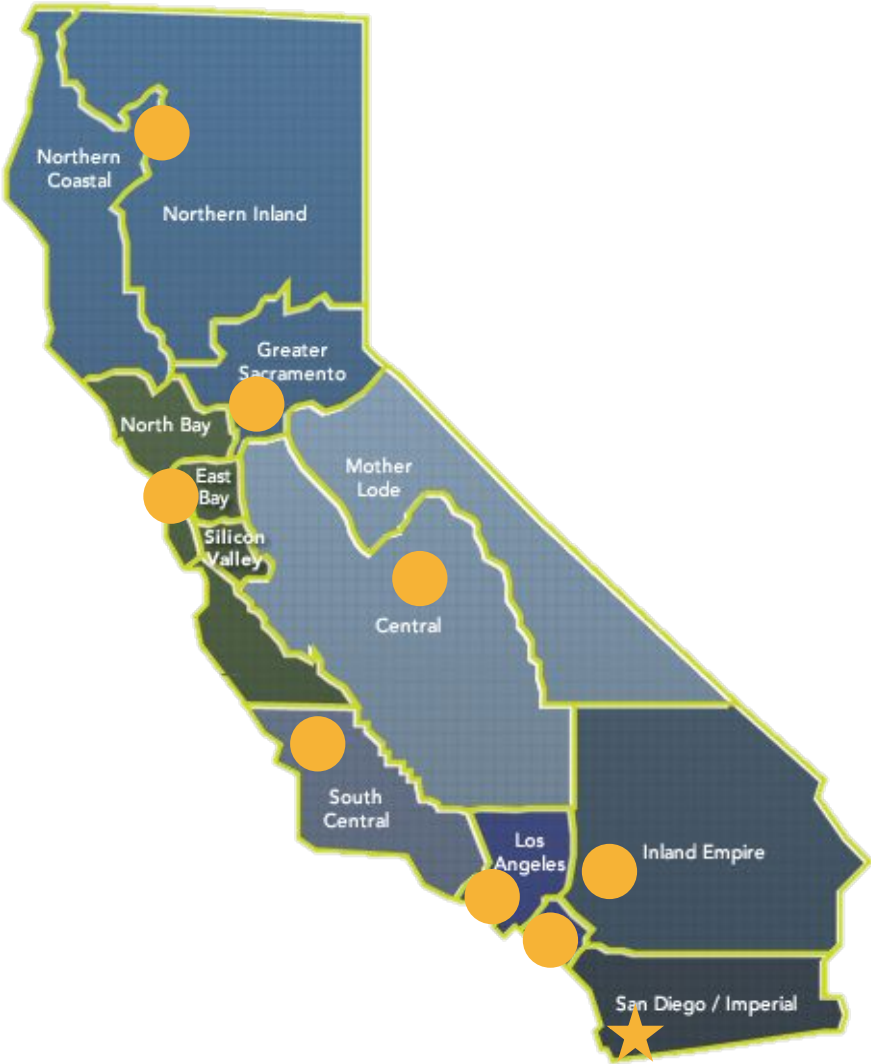 Northern
Coastal
Northern Inland
Greater
Sacramento
North Bay
East
Bay
Mother
Lode
Silicon
Valley
Central
South
Central
Los
Angeles
Inland Empire
San Diego / Imperial